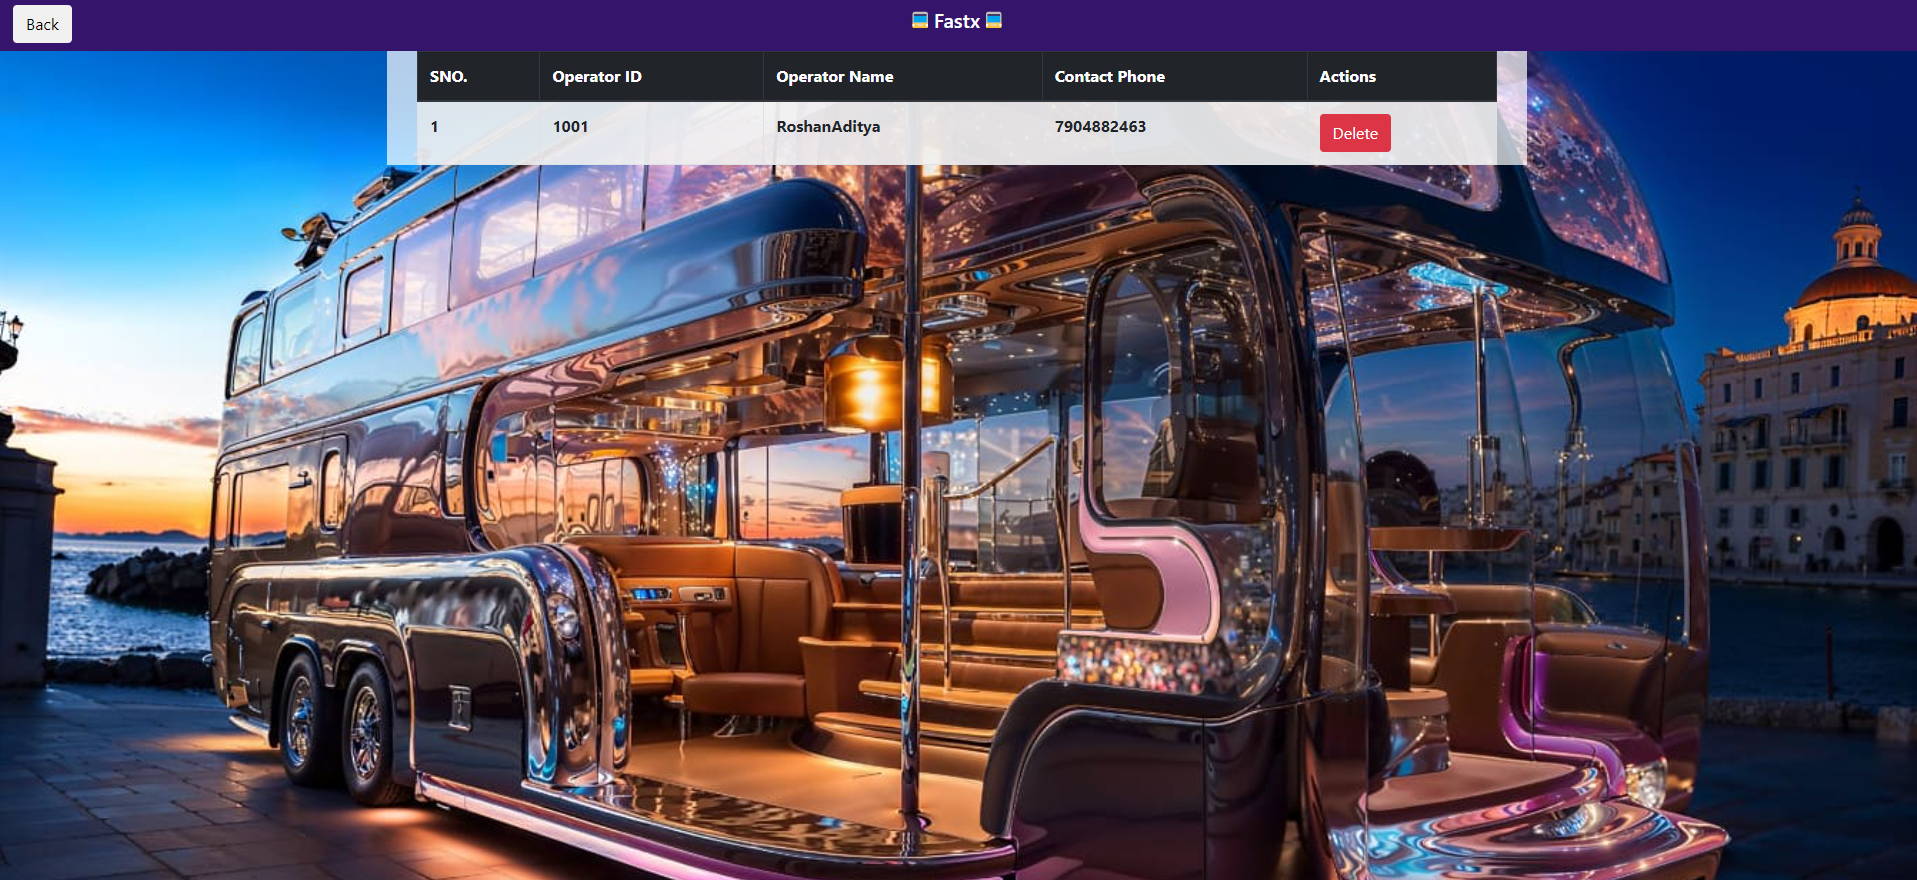 Back
Fastx
SNO. Operator ID Operator Name Contact Phone Actions
1 1001 RoshanAditya 7904882463 Delete